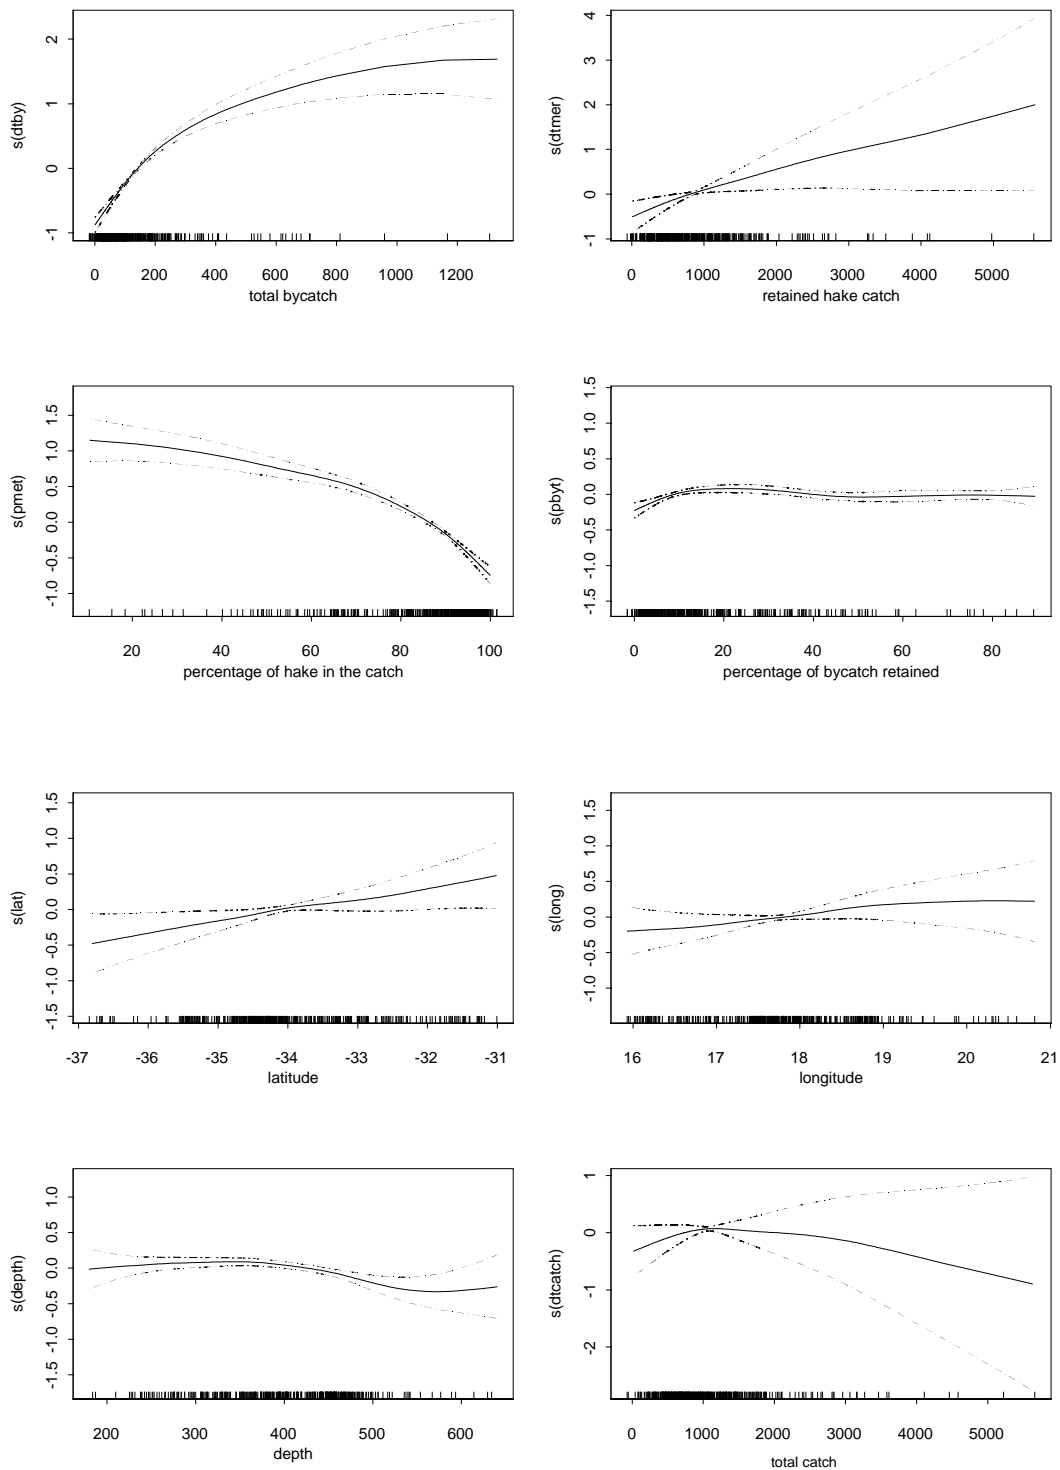 s(dtby)
-1 0 1 2
0 200 400 600 800 1000 1200
total bycatch
s(dtmer)
-1 0 1 2 3 4
0 1000 2000 3000 4000 5000
retained hake catch
s(pmet)
-1.0 -0.5 0.0 0.5 1.0 1.5
20 40 60 80 100
percentage of hake in the catch
s(pbyt)
-1.5 -1.0 -0.5 0.0 0.5 1.0 1.5
0 20 40 60 80
percentage of bycatch retained
s(lat)
-1.5 -1.0 -0.5 0.0 0.5 1.0 1.5
-37 -36 -35 -34 -33 -32 -31
latitude
s(long)
-1.0 -0.5 0.0 0.5 1.0 1.5
16 17 18 19 20 21
longitude
s(depth)
-1.5 -1.0 -0.5 0.0 0.5 1.0
200 300 400 500 600
depth
s(dtcatch)
-2 -1 0 1
0 1000 2000 3000 4000 5000
total catch